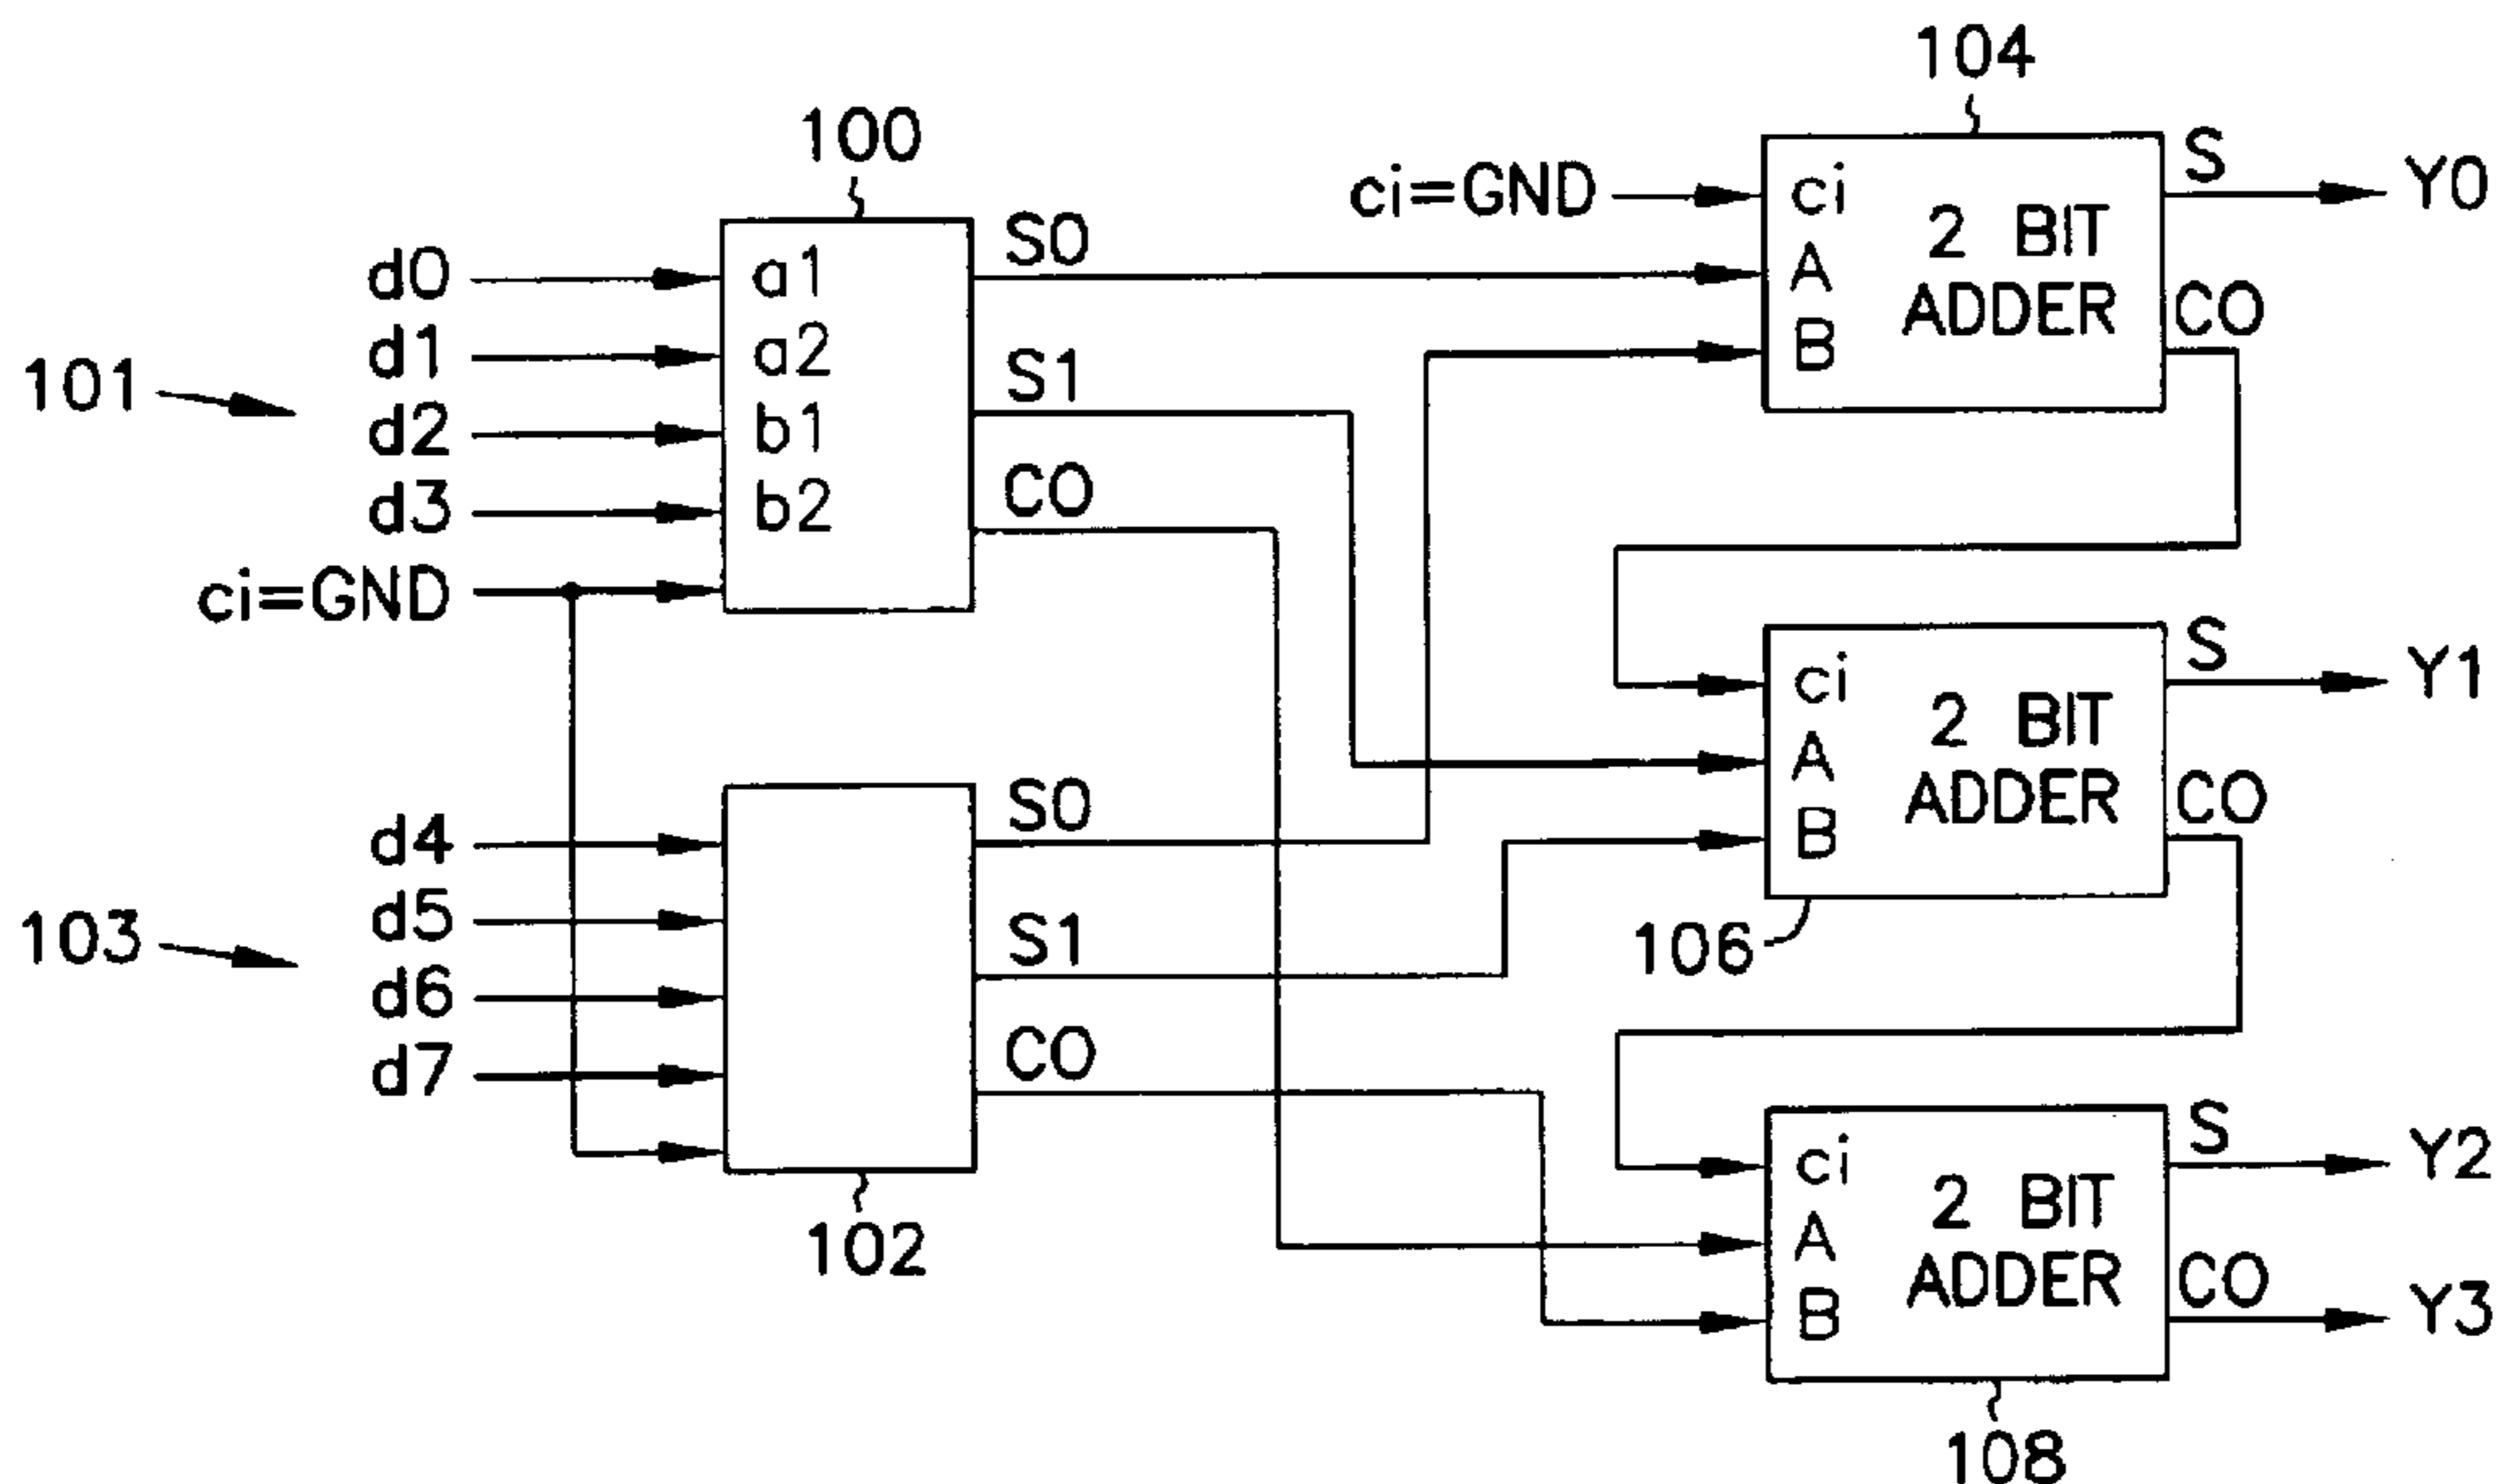 104
100
ci=GND
ci
A
B
2 BIT
ADDER
S
CO
Y0
101
d0
d1
d2
d3
ci=GND
a1
a2
b1
b2
S0
S1
CO
ci
A
B
2 BIT
ADDER
S
CO
Y1
106
103
d4
d5
d6
d7
S0
S1
CO
102
ci
A
B
2 BIT
ADDER
S
CO
Y2
Y3
108